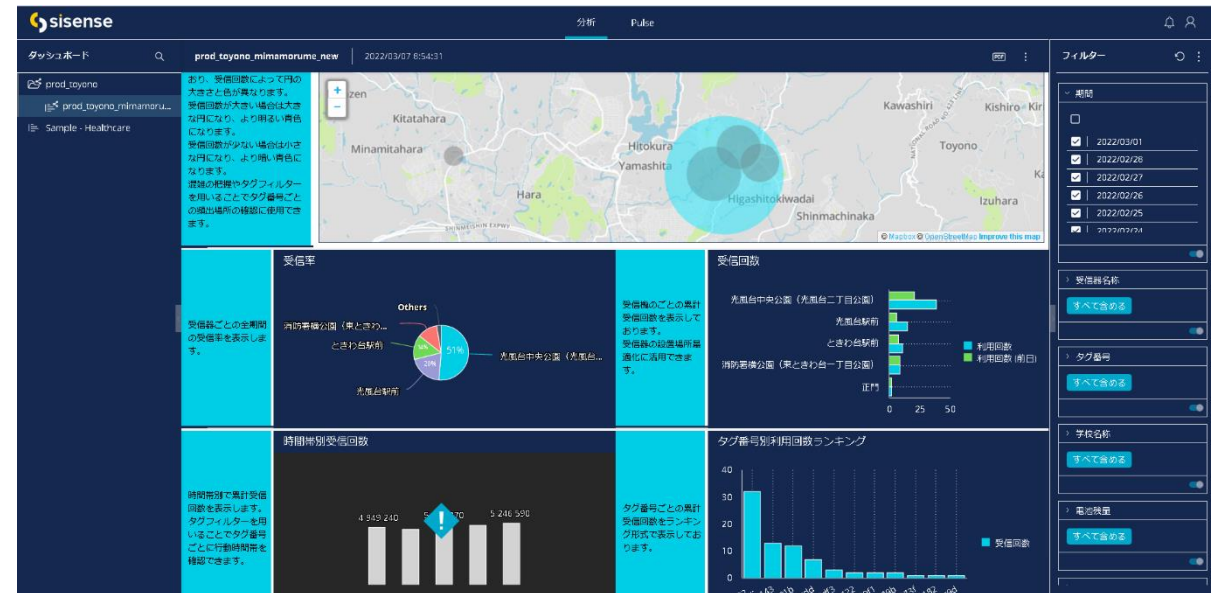 sisense
分析
Pulse
ダッシュボード
prod_toyono_mimamorume_new
2022/03/07 6:54:31
PDF
フィルター
prod_toyono
prod_toyono_mimamoru...
Sample - Healthcare
おり、受信回数によって円の
大きさと色が異なります。
受信回数が大きい場合は大き
な円になり、より明るい青色
になります。
受信回数が少ない場合は小さ
な円になり、より暗い青色に
なります。
混雑の把握やタグフィルター
を用いることでタグ番号ごと
の頻出場所の確認に使用でき
ます。
+
−
zen
Kitatahara
Minamitahara
Hitokura
Yamashita
Hara
SHINMEISHIN EXPWY
Higashitokiwadai
Shinmachinaka
Kawashiri
Kishiro
Kiri
Toyono
Ka
Izuhara
© Mapbox © OpenStreetMap Improve this map
受信器ごとの全期間
の受信率を表示しま
す。
受信率
Others
消防署横公園（東ときわ...
ときわ台駅前
光風台駅前
光風台中央公園（光風台...
51%
20%
14%
受信機のごとの累計
受信回数を表示して
おります。
受信器の設置場所最
適化に活用できま
す。
受信回数
光風台中央公園（光風台二丁目公園）
光風台駅前
ときわ台駅前
消防署横公園（東ときわ台一丁目公園）
正門
0 25 50
利用回数
利用回数 (前日)
時間帯別で累計受信
回数を表示します。
タグフィルターを用
いることでタグ番号
ごとに行動時間帯を
確認できます。
時間帯別受信回数
4 949 240
5 246 590
タグ番号ごとの累計
受信回数をランキン
グ形式で表示してお
ります。
タグ番号別利用回数ランキング
40
30
20
10
0
受信回数
期間
2022/03/01
2022/02/28
2022/02/27
2022/02/26
2022/02/25
2022/02/24
受信器名称
すべて含める
タグ番号
すべて含める
学校名称
すべて含める
電池残量
すべて含める